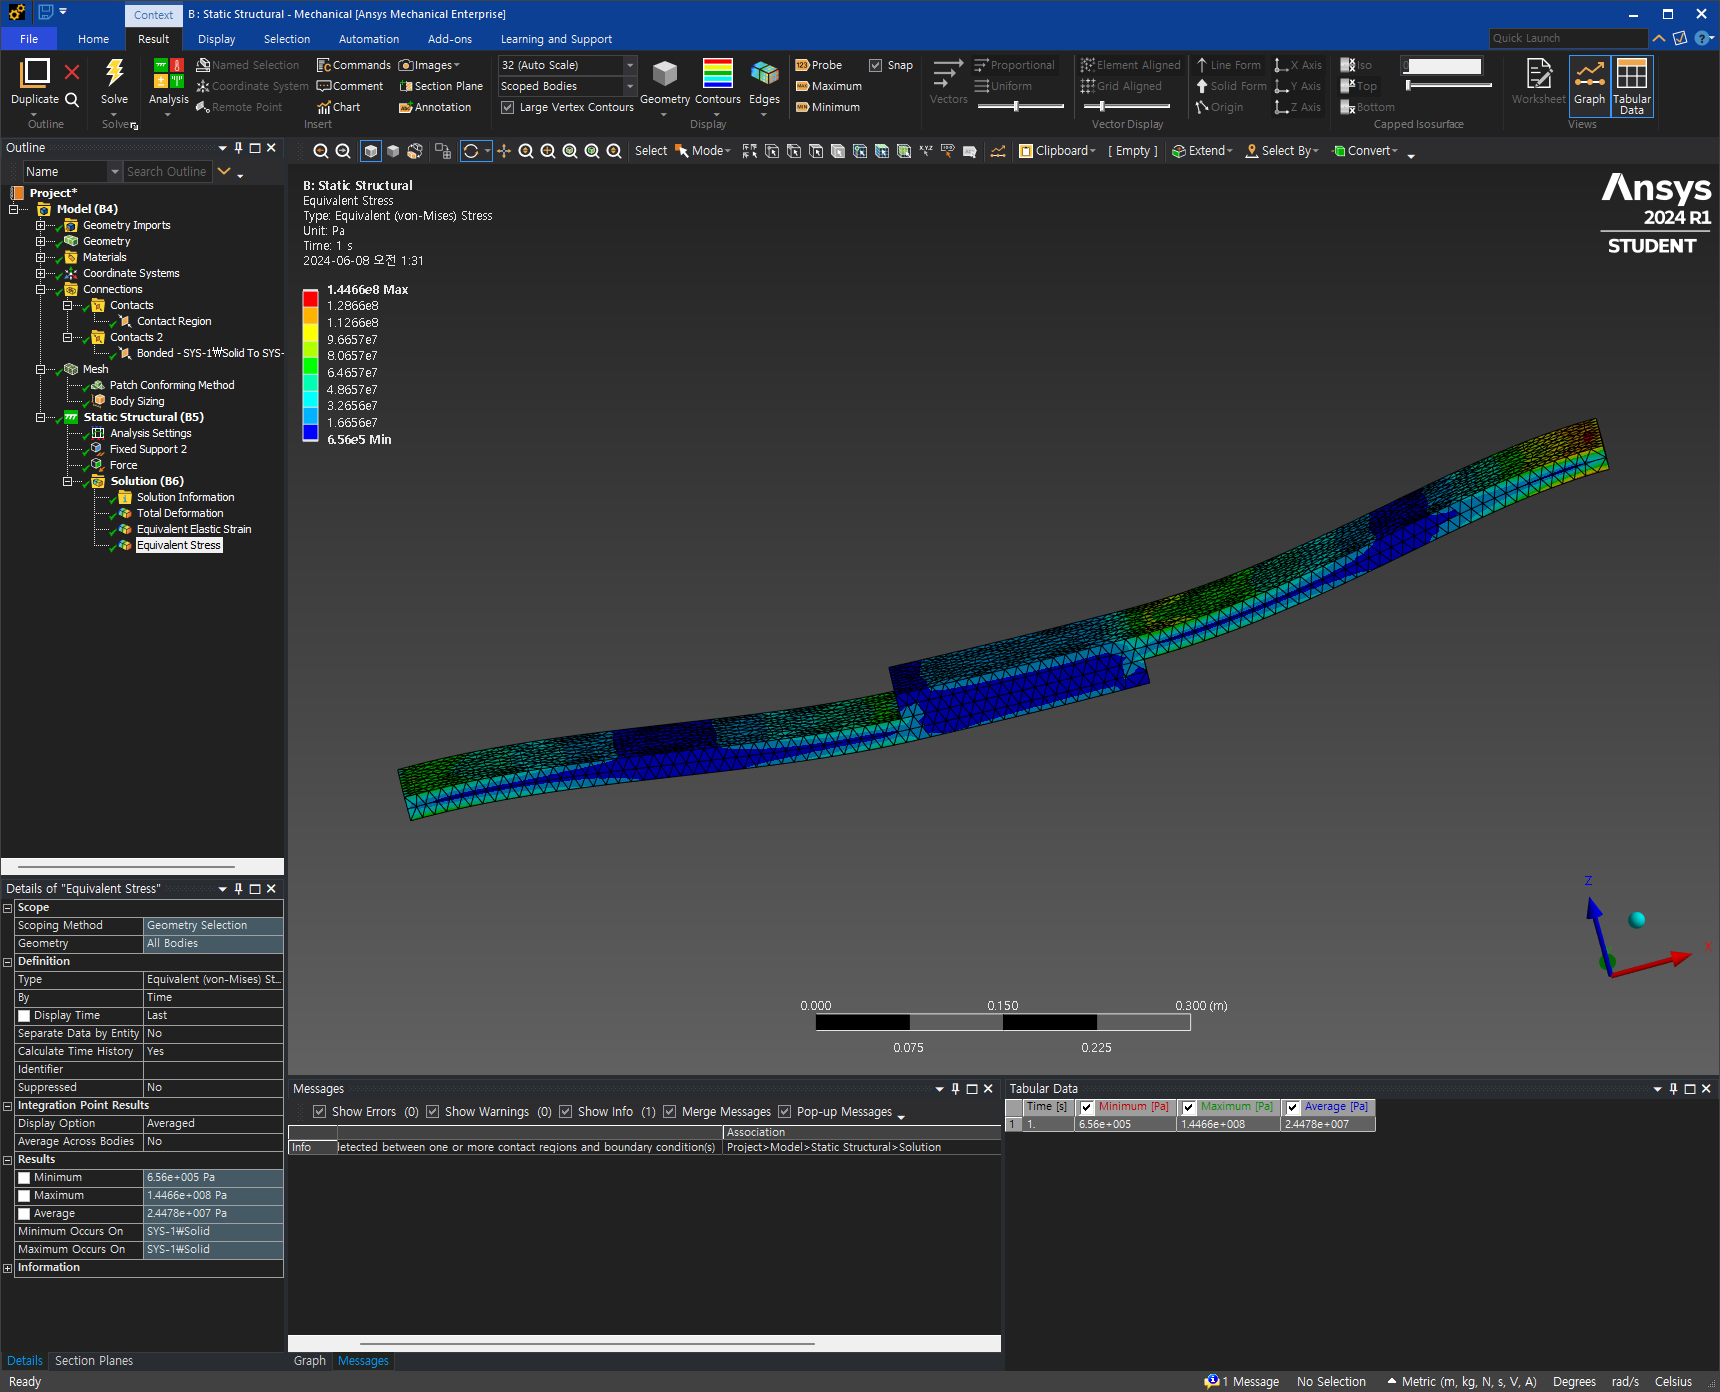 Context
B: Static Structural - Mechanical [Ansys Mechanical Enterprise]
File Home Result Display Selection Automation Add-ons Learning and Support
Quick Launch
Duplicate
Outline
Solve
Solver
Analysis
Named Selection
Coordinate System
Remote Point
Commands
Comment
Chart
Images
Section Plane
Annotation
Insert
32 (Auto Scale)
Scoped Bodies
Large Vertex Contours
Geometry
Contours
Edges
Display
Probe
Maximum
Minimum
Snap
Vectors
Proportional
Uniform
Element Aligned
Grid Aligned
Vector Display
Line Form
Solid Form
Origin
X Axis
Y Axis
Z Axis
Iso
Top
Bottom
0
Capped Isosurface
Worksheet
Graph
Tabular
Data
Views
Select Mode Clipboard [ Empty ] Extend Select By Convert
Outline
Name Search Outline
Project*
Model (B4)
Geometry Imports
Geometry
Materials
Coordinate Systems
Connections
Contacts
Contact Region
Contacts 2
Bonded - SYS-1₩Solid To SYS-
Mesh
Patch Conforming Method
Body Sizing
Static Structural (B5)
Analysis Settings
Fixed Support 2
Force
Solution (B6)
Solution Information
Total Deformation
Equivalent Elastic Strain
Equivalent Stress
Details of "Equivalent Stress"
Scope
Scoping Method Geometry Selection
Geometry All Bodies
Definition
Type Equivalent (von-Mises) St...
By Time
Display Time Last
Separate Data by Entity No
Calculate Time History Yes
Identifier
Suppressed No
Integration Point Results
Display Option Averaged
Average Across Bodies No
Results
Minimum 6.56e+005 Pa
Maximum 1.4466e+008 Pa
Average 2.4478e+007 Pa
Minimum Occurs On SYS-1₩Solid
Maximum Occurs On SYS-1₩Solid
Information
Details Section Planes
B: Static Structural
Equivalent Stress
Type: Equivalent (von-Mises) Stress
Unit: Pa
Time: 1 s
2024-06-08 오전 1:31
1.4466e8 Max
1.2866e8
1.1266e8
9.6657e7
8.0657e7
6.4657e7
4.8657e7
3.2656e7
1.6656e7
6.56e5 Min
Ansys
2024 R1
STUDENT
Z
X
0.000 0.150 0.300 (m)
0.075 0.225
Messages
Show Errors (0) Show Warnings (0) Show Info (1) Merge Messages Pop-up Messages
Association
Info etected between one or more contact regions and boundary condition(s) Project>Model>Static Structural>Solution
Graph Messages
Tabular Data
Time [s] Minimum [Pa] Maximum [Pa] Average [Pa]
1 1. 6.56e+005 1.4466e+008 2.4478e+007
Ready
1 Message No Selection Metric (m, kg, N, s, V, A) Degrees rad/s Celsius